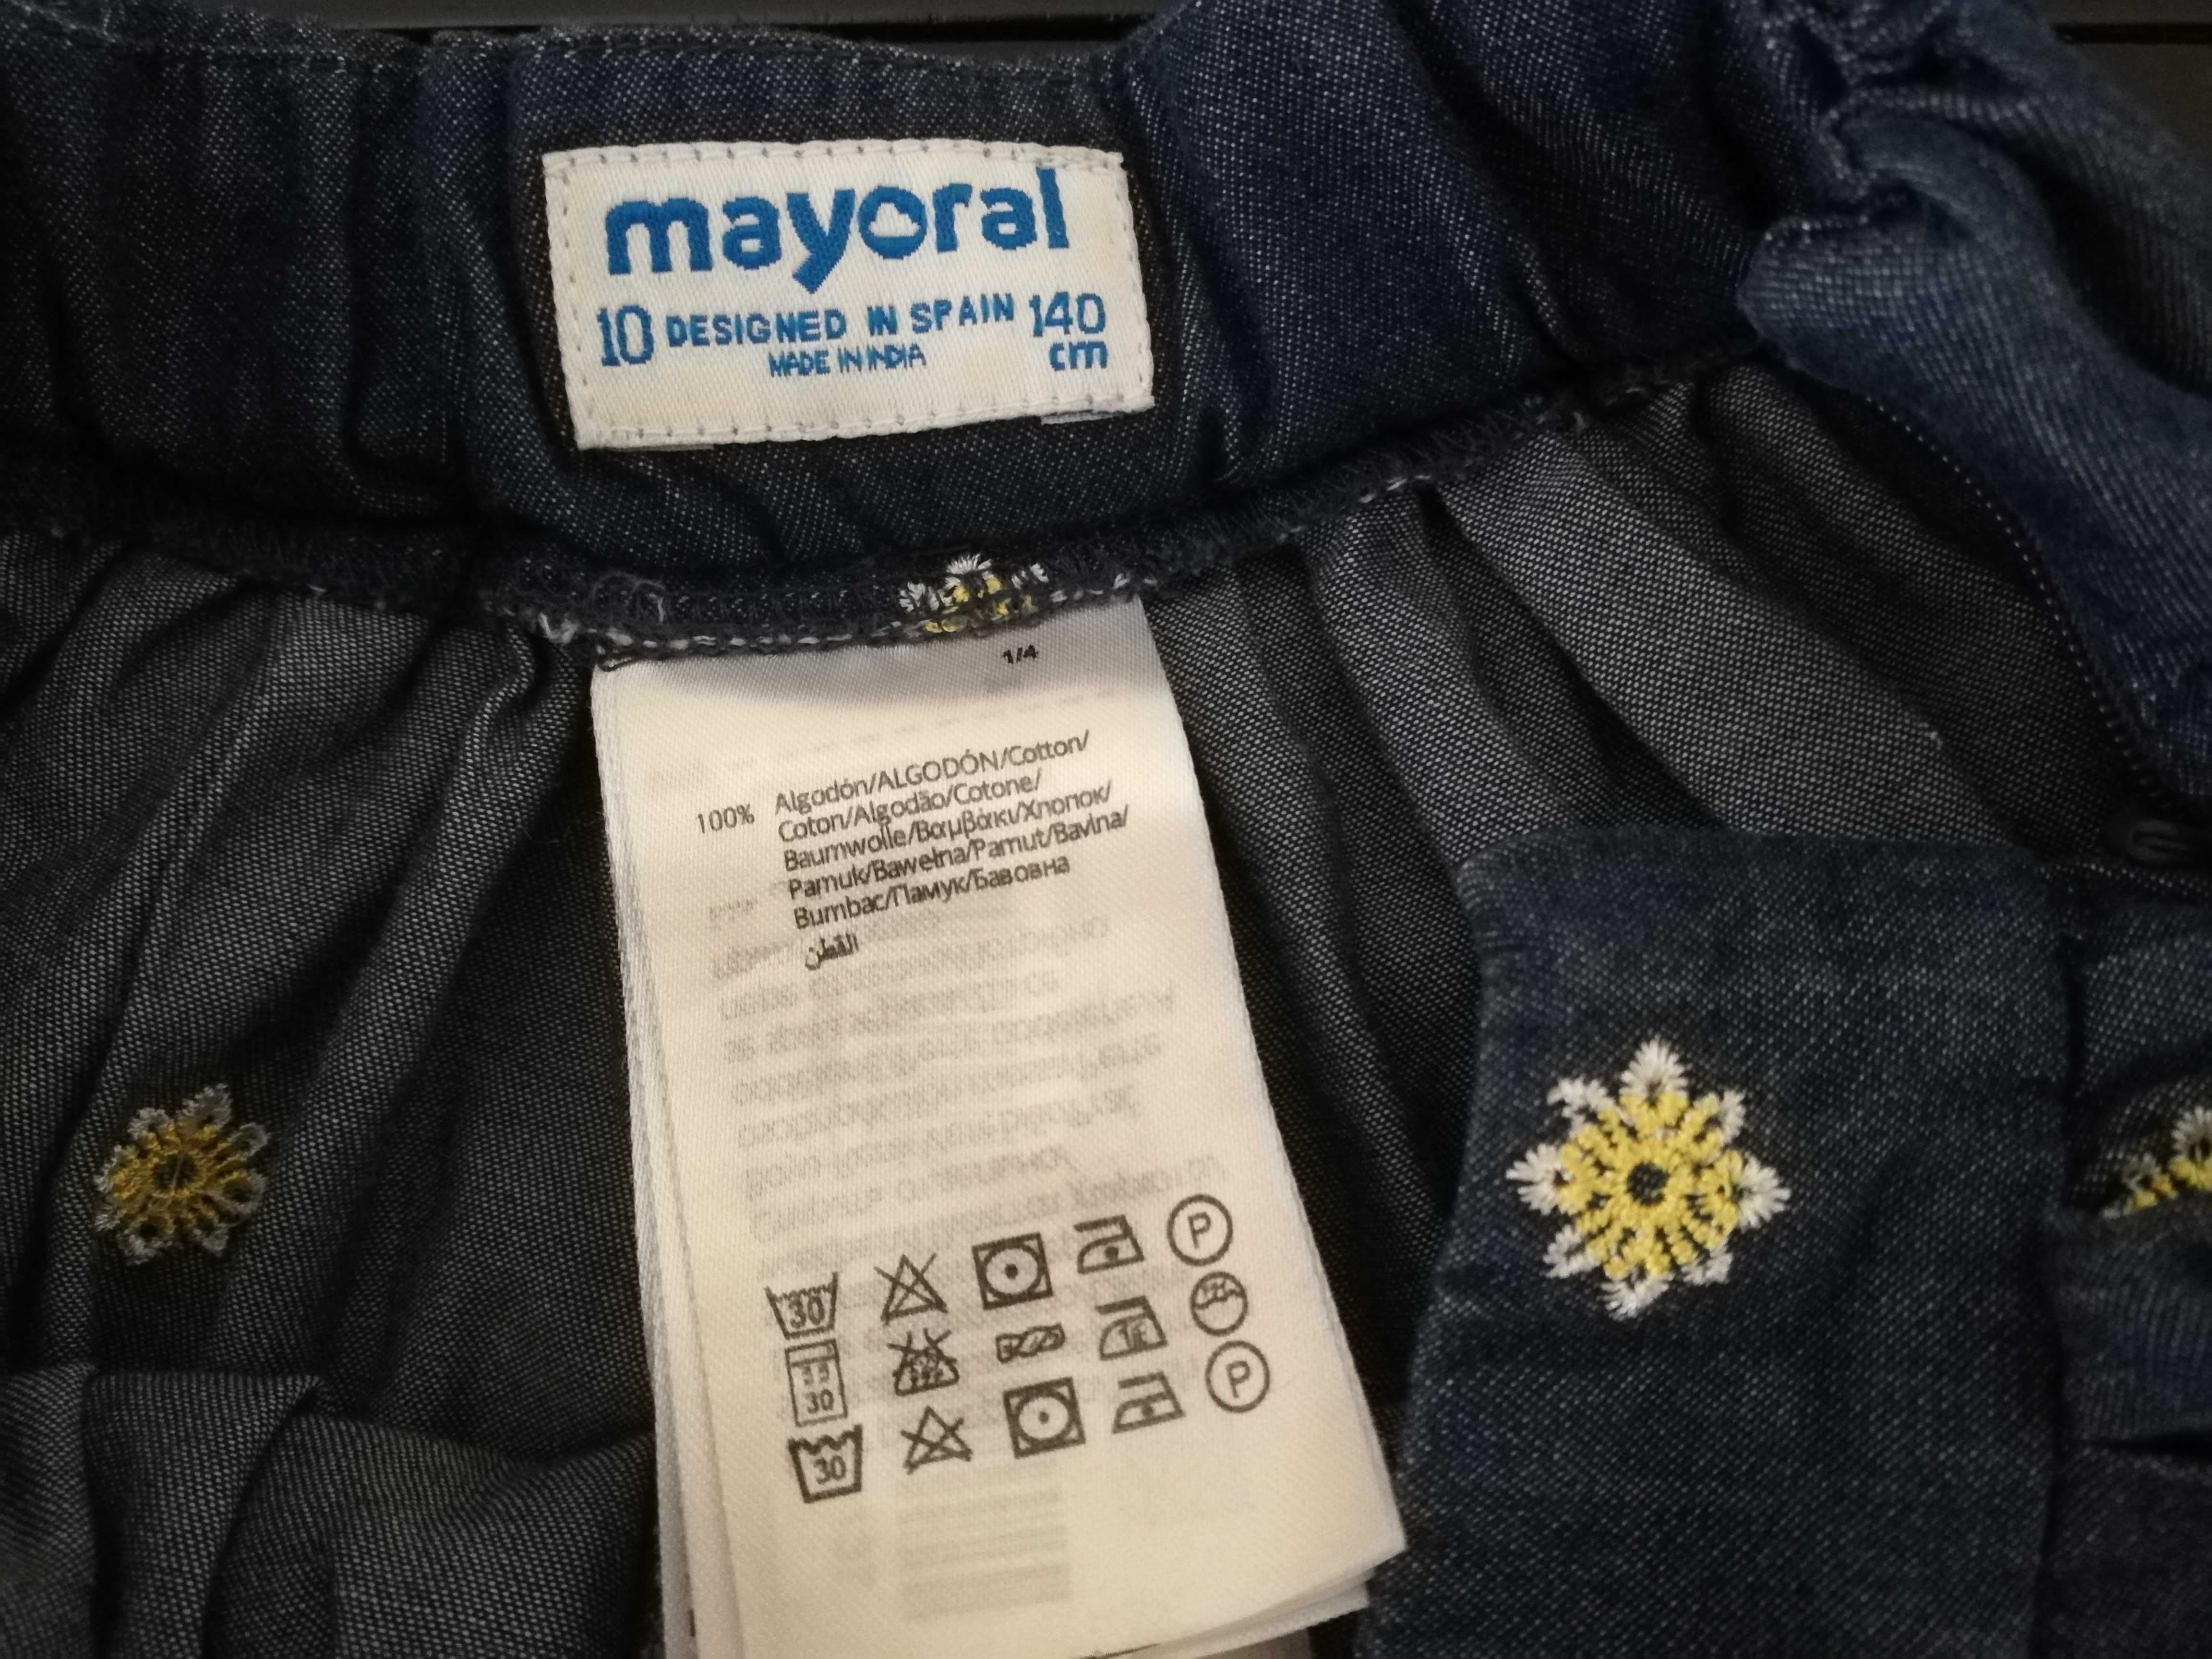 mayoral
10 DESIGNED IN SPAIN 140
MADE IN INDIA cm
1/4
100% Algodón/ALGODÓN/Cotton/
Coton/Algodão/Cotone/
Baumwolle/Βαμβάκι/Хлопок/
Pamuk/Bawełna/Pamut/Bavlna/
Bumbac/Памук/Бавовна
القطن
30 P
30
30 P